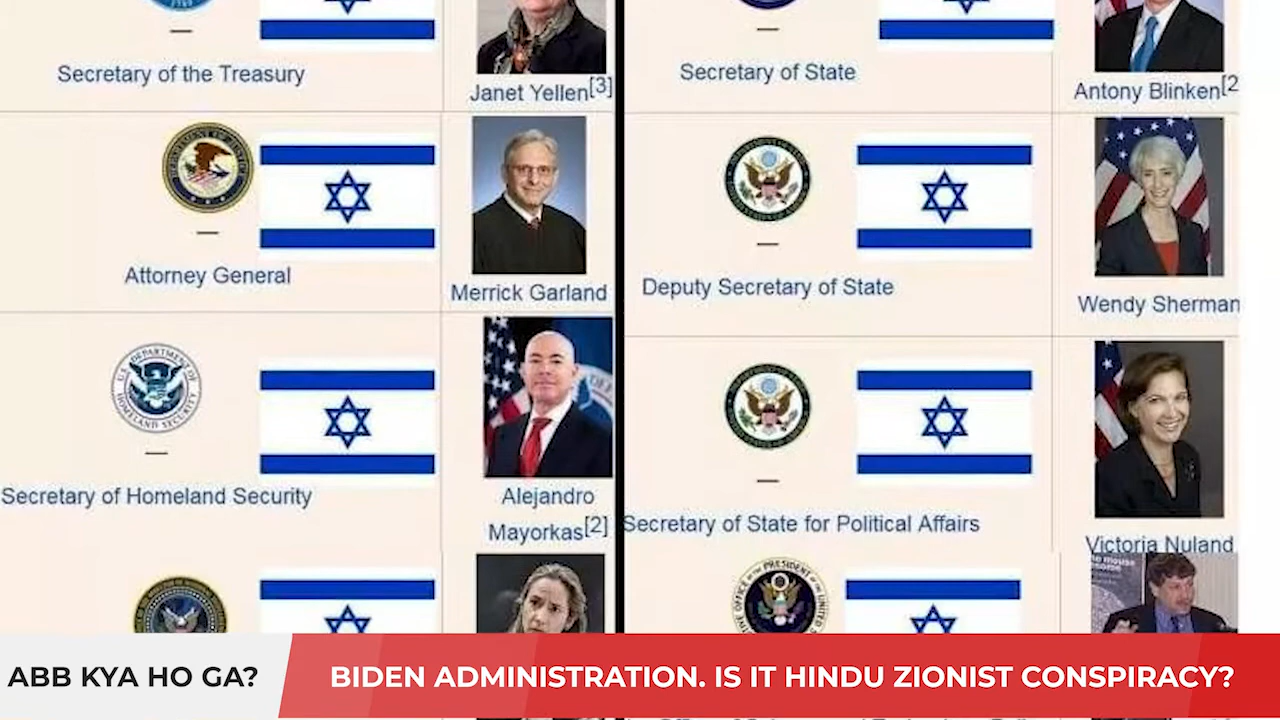 Secretary of the Treasury
Janet Yellen[3]
Attorney General
Merrick Garland
Secretary of Homeland Security
Alejandro
Mayorkas[2]
Secretary of State
Antony Blinken[2
Deputy Secretary of State
Wendy Sherman
Secretary of State for Political Affairs
Victoria Nuland
ABB KYA HO GA?
BIDEN ADMINISTRATION. IS IT HINDU ZIONIST CONSPIRACY?